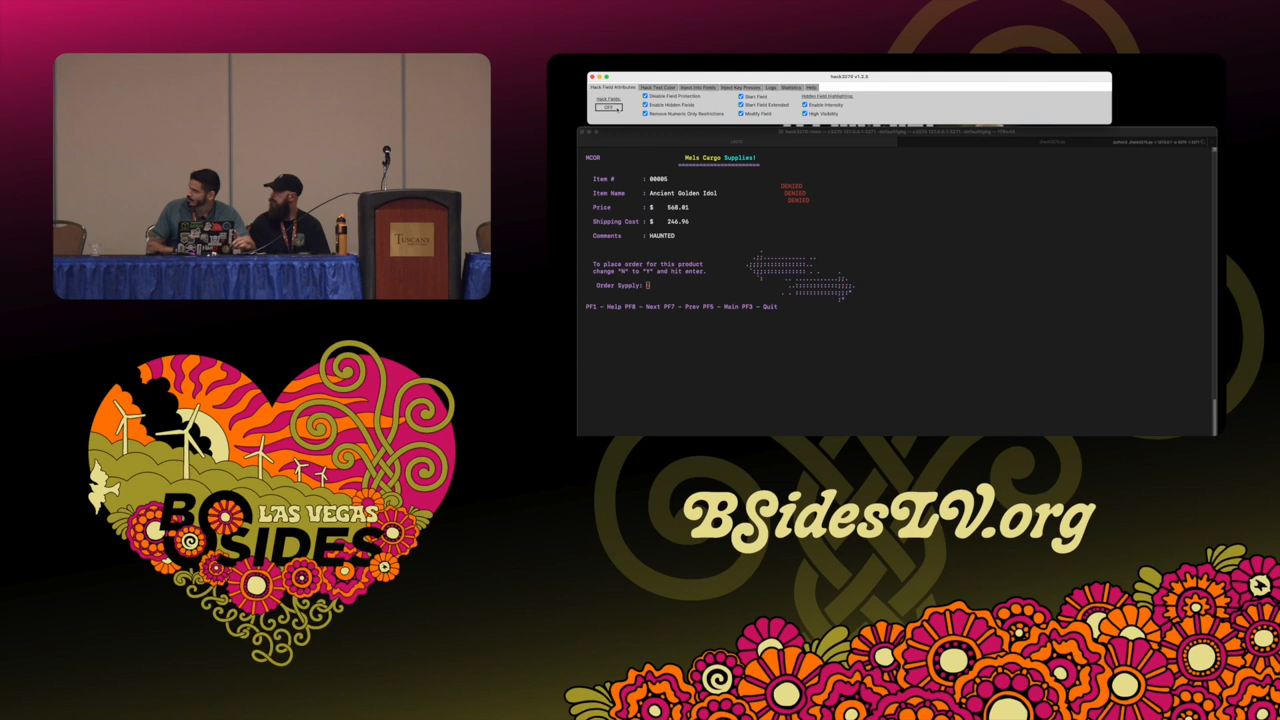 hack3270 v1.2.5
Hack Field Attributes Hack Text Color Inject Into Fields Inject Key Presses Logs Statistics Help
Hack Fields:
OFF
Disable Field Protection
Enable Hidden Fields
Remove Numeric Only Restrictions
Start Field
Start Field Extended
Modify Field
Hidden Field Highlighting:
Enable Intensity
High Visibility
MCOR Mels Cargo Supplies!
Item # : 00005
Item Name : Ancient Golden Idol
Price : $ 568.01
Shipping Cost : $ 246.96
Comments : HAUNTED
DENIED
DENIED
DENIED
To place order for this product
change "N" to "Y" and hit enter.
Order Sypply:
PF1 - Help PF8 - Next PF7 - Prev PF5 - Main PF3 - Quit
TUSCANY
BSIDES
LAS VEGAS
BSidesLV.org